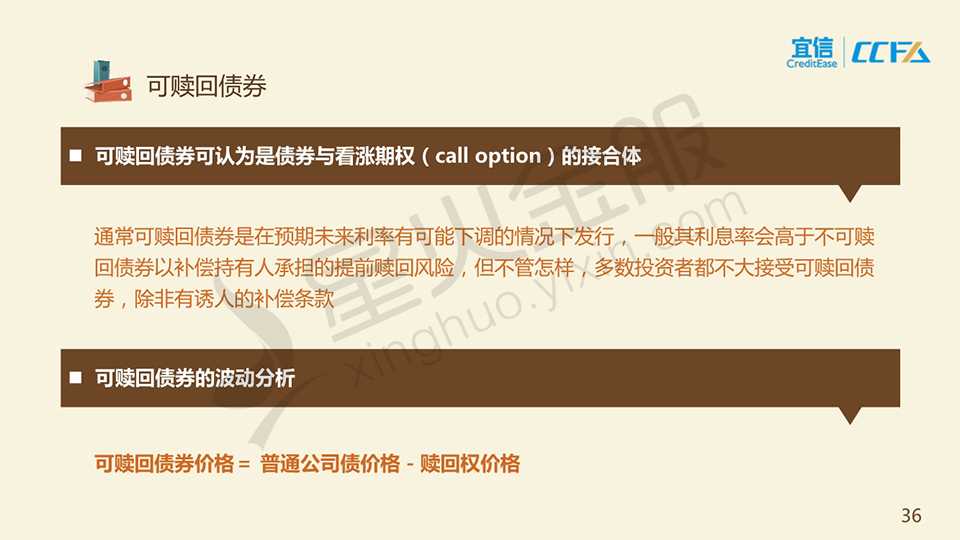 宜信
CreditEase
CCFA
可赎回债券
可赎回债券可认为是债券与看涨期权（call option）的接合体
通常可赎回债券是在预期未来利率有可能下调的情况下发行，一般其利息率会高于不可赎
回债券以补偿持有人承担的提前赎回风险，但不管怎样，多数投资者都不大接受可赎回债
券，除非有诱人的补偿条款
可赎回债券的波动分析
可赎回债券价格＝ 普通公司债价格－赎回权价格
星火金服
xinghuo.yixin.com
36